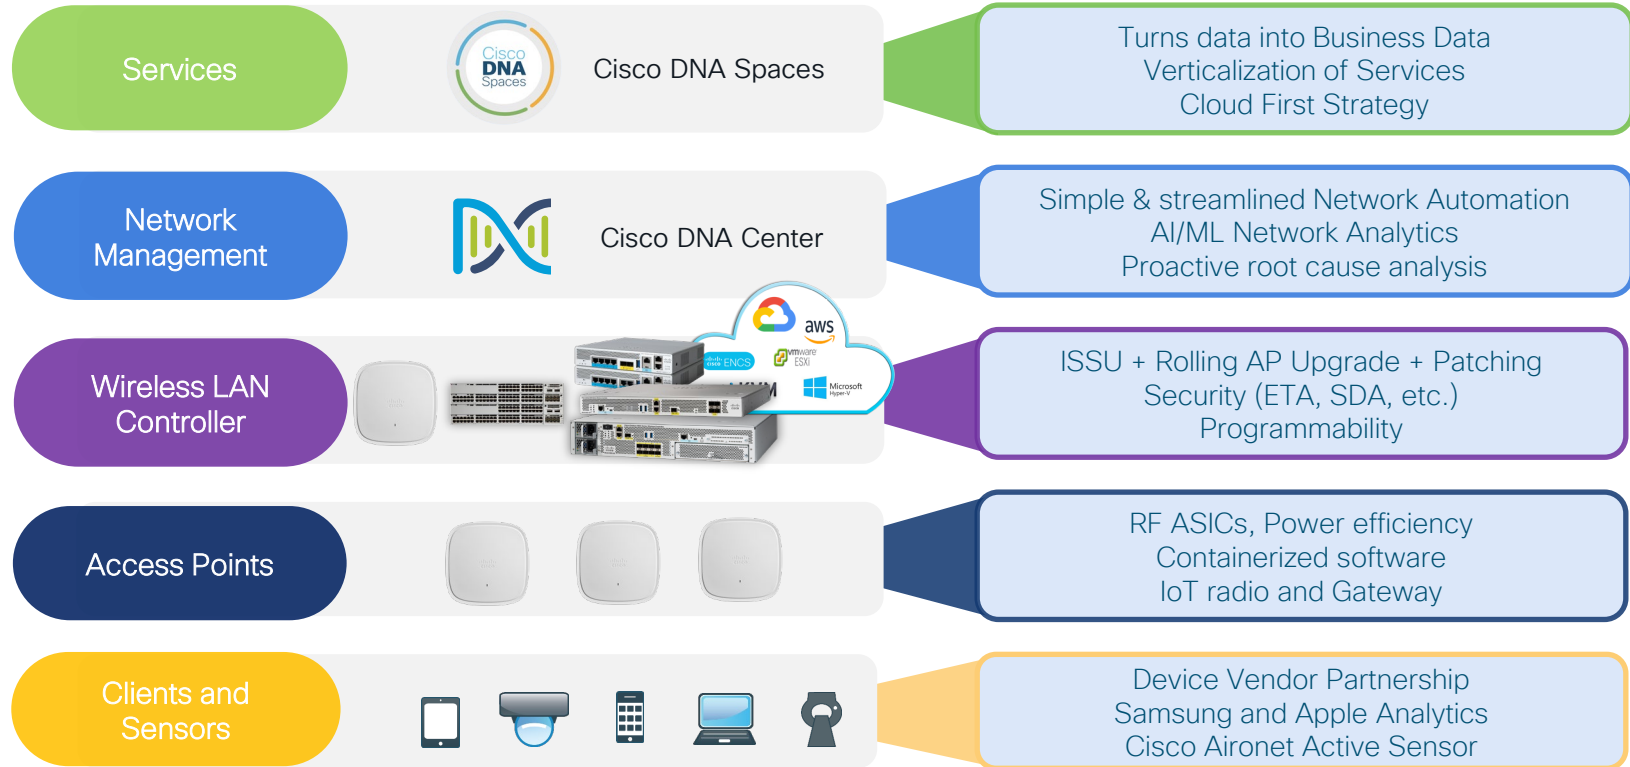 Services
Cisco
DNA
Spaces
Cisco DNA Spaces
Turns data into Business Data
Verticalization of Services
Cloud First Strategy
Network
Management
Cisco DNA Center
Simple & streamlined Network Automation
AI/ML Network Analytics
Proactive root cause analysis
Wireless LAN
Controller
aws
CISCO ENCS
vmware
ESXi
Microsoft
Hyper-V
ISSU + Rolling AP Upgrade + Patching
Security (ETA, SDA, etc.)
Programmability
Access Points
RF ASICs, Power efficiency
Containerized software
IoT radio and Gateway
Clients and
Sensors
Device Vendor Partnership
Samsung and Apple Analytics
Cisco Aironet Active Sensor